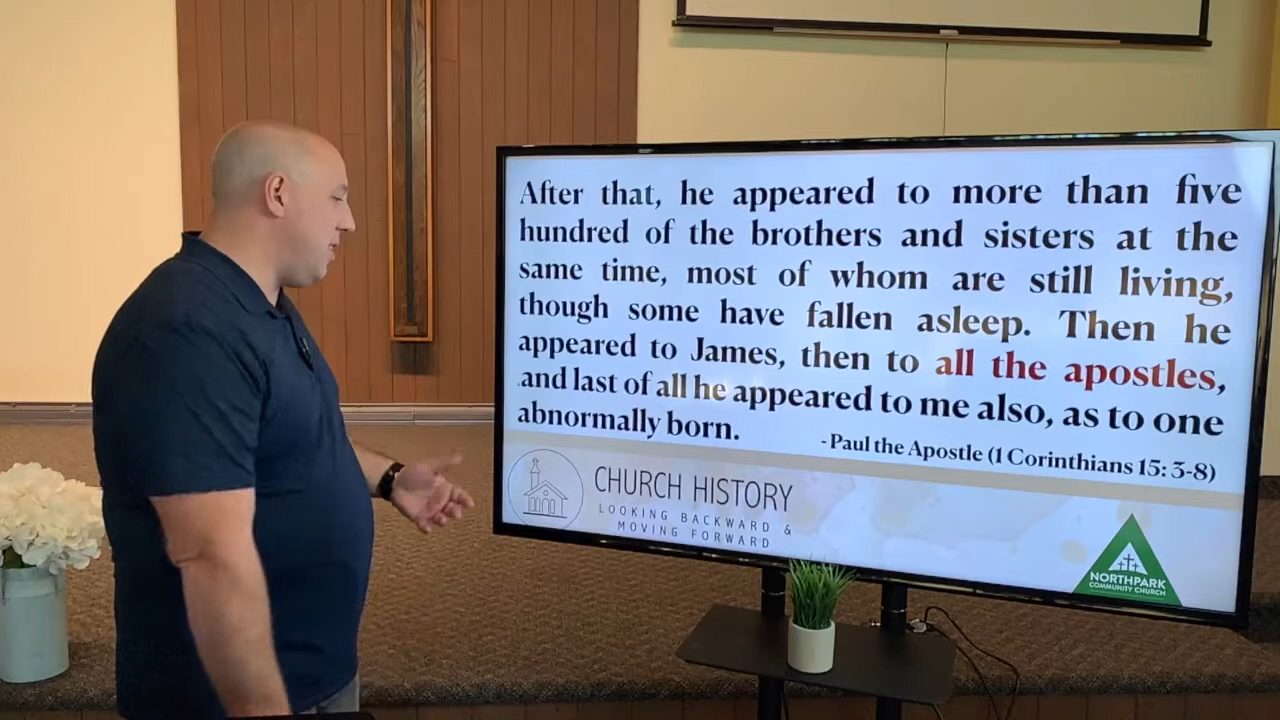 After that, he appeared to more than five
hundred of the brothers and sisters at the
same time, most of whom are still living,
though some have fallen asleep. Then he
appeared to James, then to all the apostles,
and last of all he appeared to me also, as to one
abnormally born.
- Paul the Apostle (1 Corinthians 15: 3-8)
CHURCH HISTORY
LOOKING BACKWARD &
MOVING FORWARD
NORTHPARK
COMMUNITY CHURCH